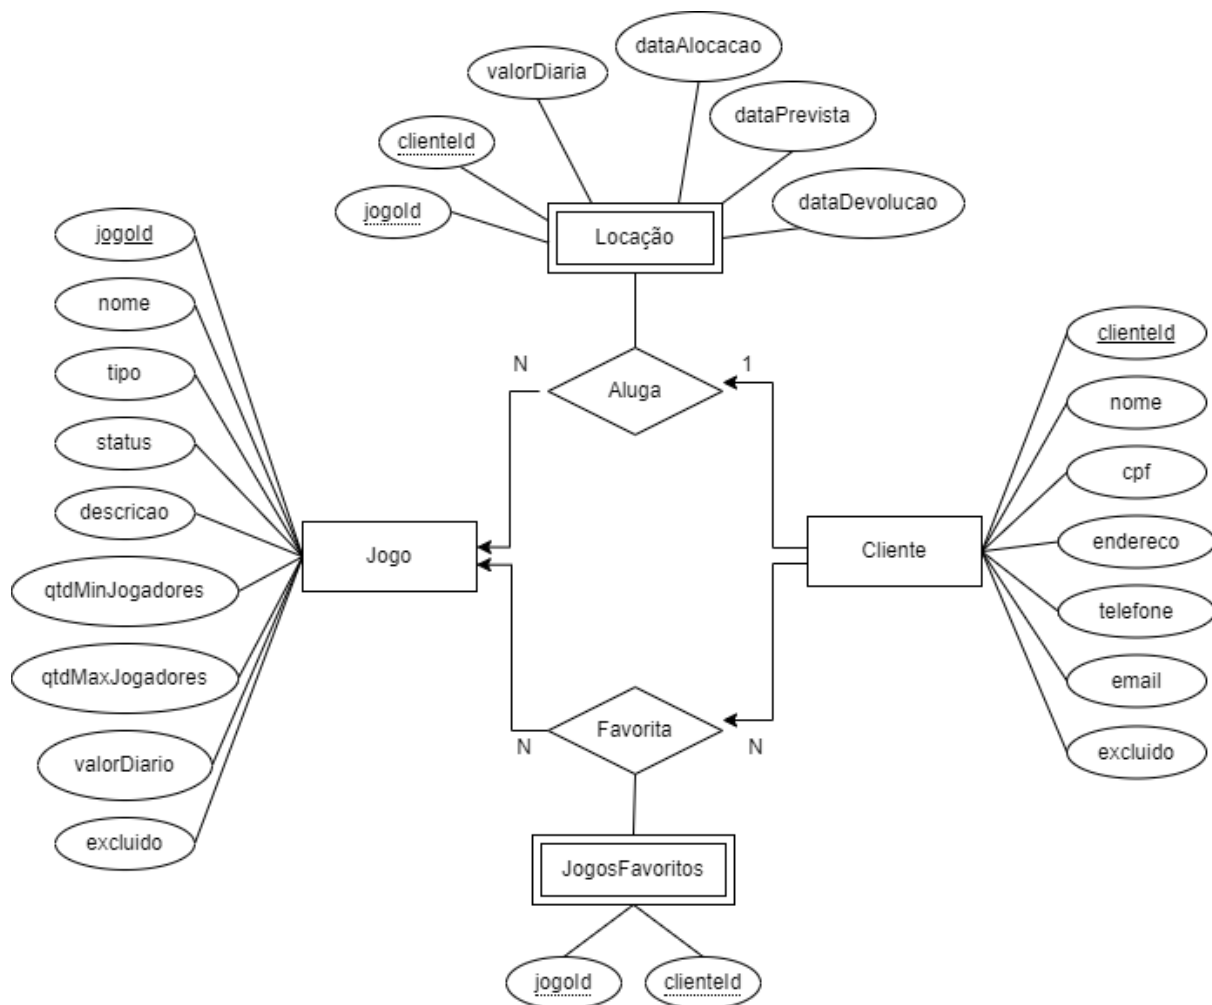 dataAlocacao
valorDiaria
dataPrevista
clienteId
dataDevolucao
jogoId
Locação
jogoId
nome
tipo
status
descricao
qtdMinJogadores
qtdMaxJogadores
valorDiario
excluido
Jogo
N
Aluga
1
Cliente
clienteId
nome
cpf
endereco
telefone
email
excluido
N
Favorita
N
JogosFavoritos
jogoId
clienteId